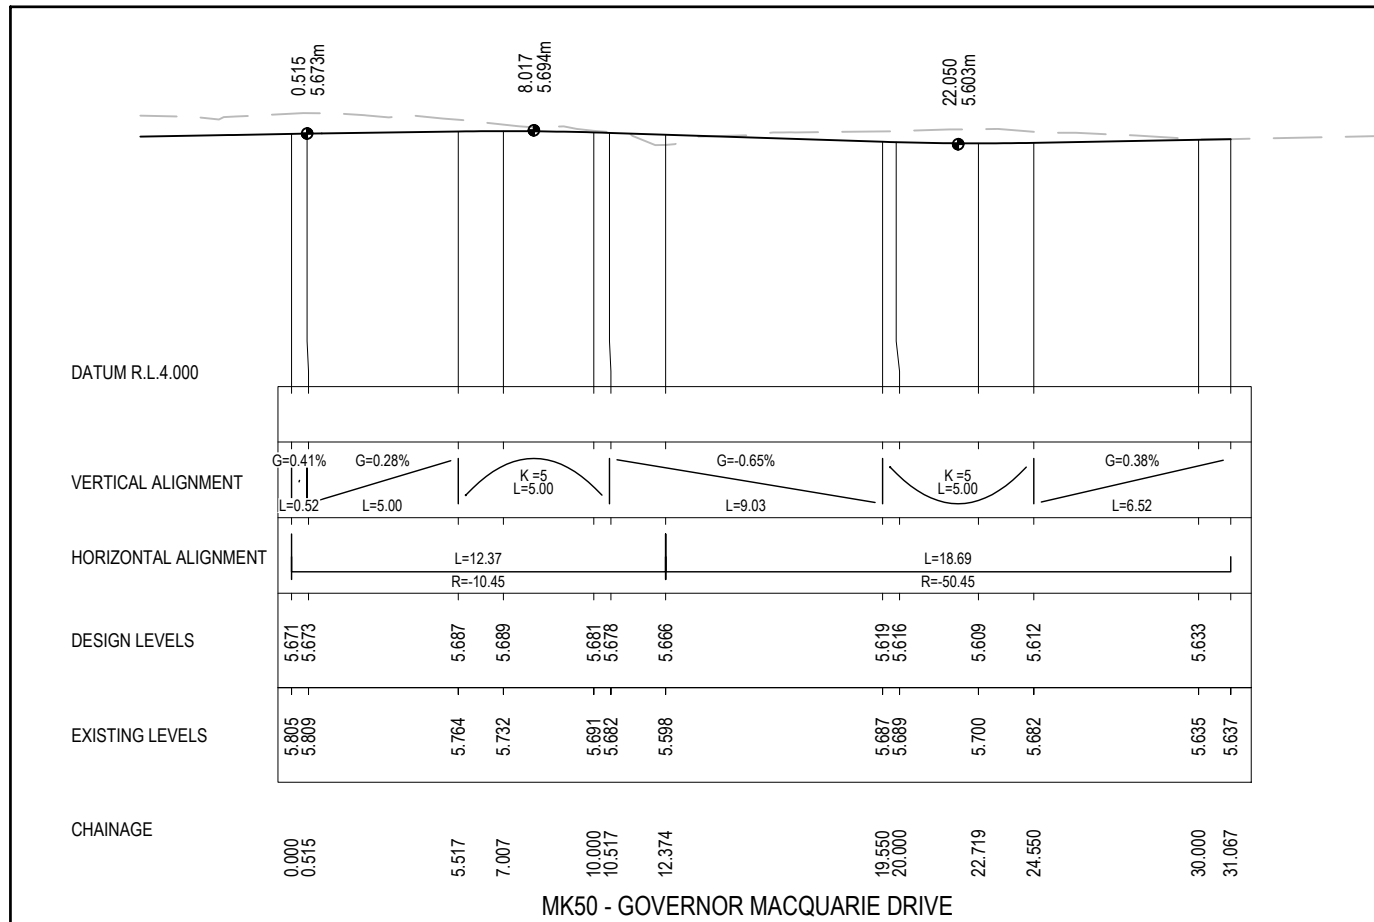 0.515
5.673m
8.017
5.694m
22.050
5.603m
DATUM R.L.4.000
VERTICAL ALIGNMENT
G=0.41%
L=0.52
G=0.28%
L=5.00
K =5
L=5.00
G=-0.65%
L=9.03
K =5
L=5.00
G=0.38%
L=6.52
HORIZONTAL ALIGNMENT
L=12.37
R=-10.45
L=18.69
R=-50.45
DESIGN LEVELS
5.671
5.673
5.687
5.689
5.681
5.678
5.666
5.619
5.616
5.609
5.612
5.633
EXISTING LEVELS
5.805
5.809
5.764
5.732
5.691
5.682
5.598
5.687
5.689
5.700
5.682
5.635
5.637
CHAINAGE
0.000
0.515
5.517
7.007
10.000
10.517
12.374
19.550
20.000
22.719
24.550
30.000
31.067
MK50 - GOVERNOR MACQUARIE DRIVE